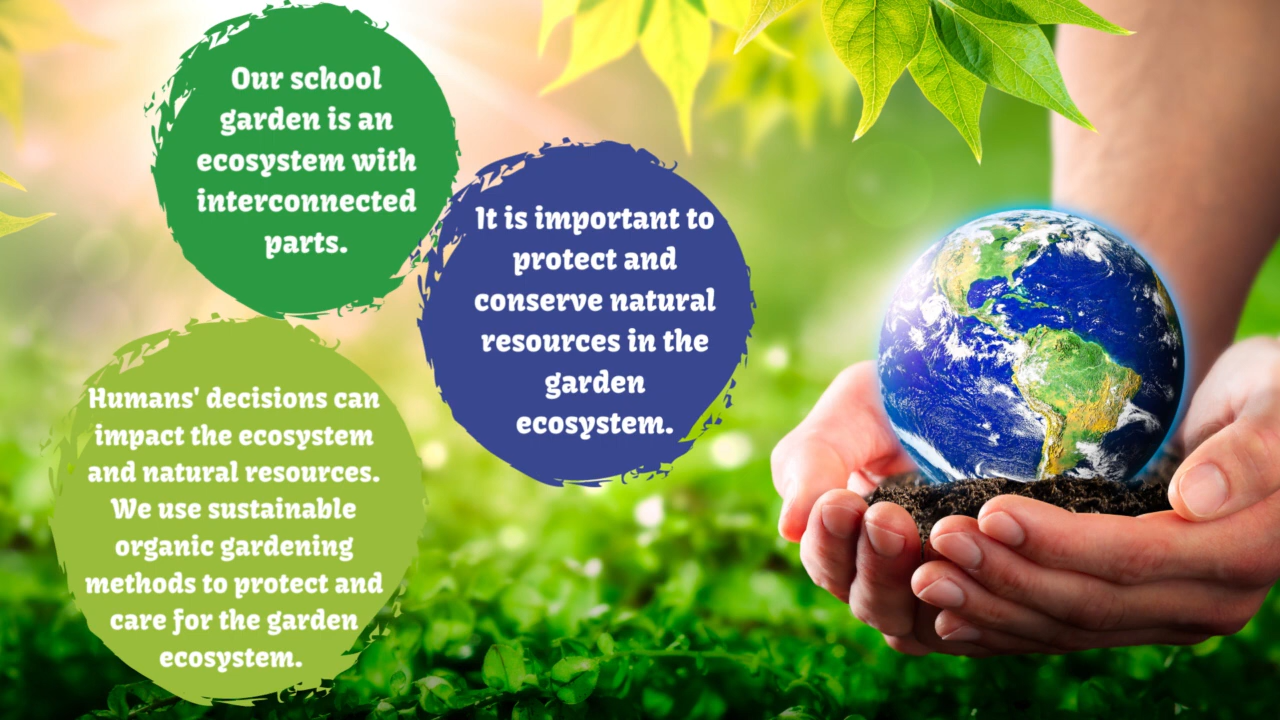 Our school
garden is an
ecosystem with
interconnected
parts.
It is important to
protect and
conserve natural
resources in the
garden
ecosystem.
Humans' decisions can
impact the ecosystem
and natural resources.
We use sustainable
organic gardening
methods to protect and
care for the garden
ecosystem.